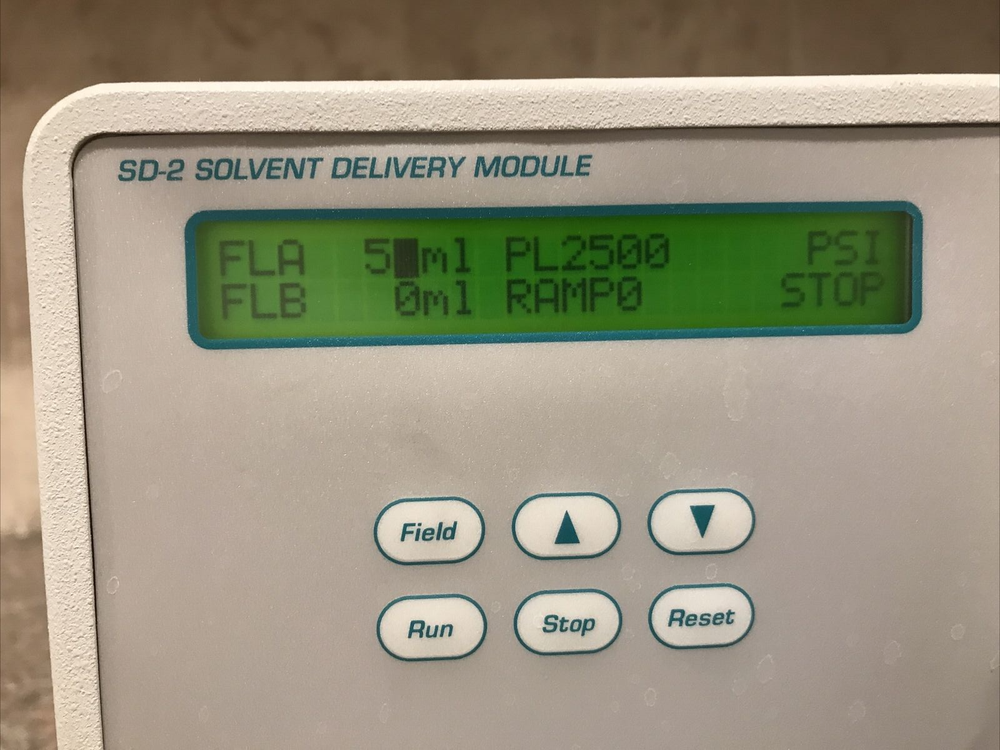 SD-2 SOLVENT DELIVERY MODULE
FLA 5 ml PL2500 PSI
FLB 0ml RAMP0 STOP
Field ▲ ▼
Run Stop Reset